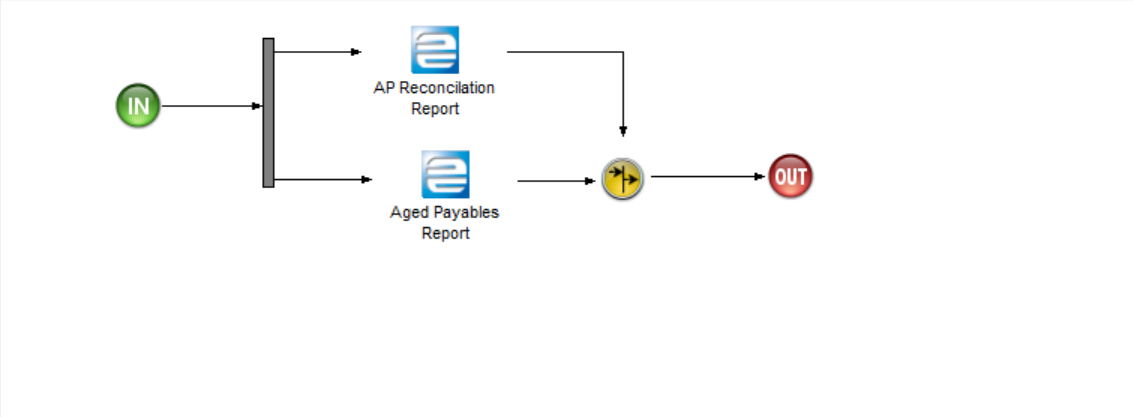 IN
AP Reconcilation
Report
Aged Payables
Report
OUT